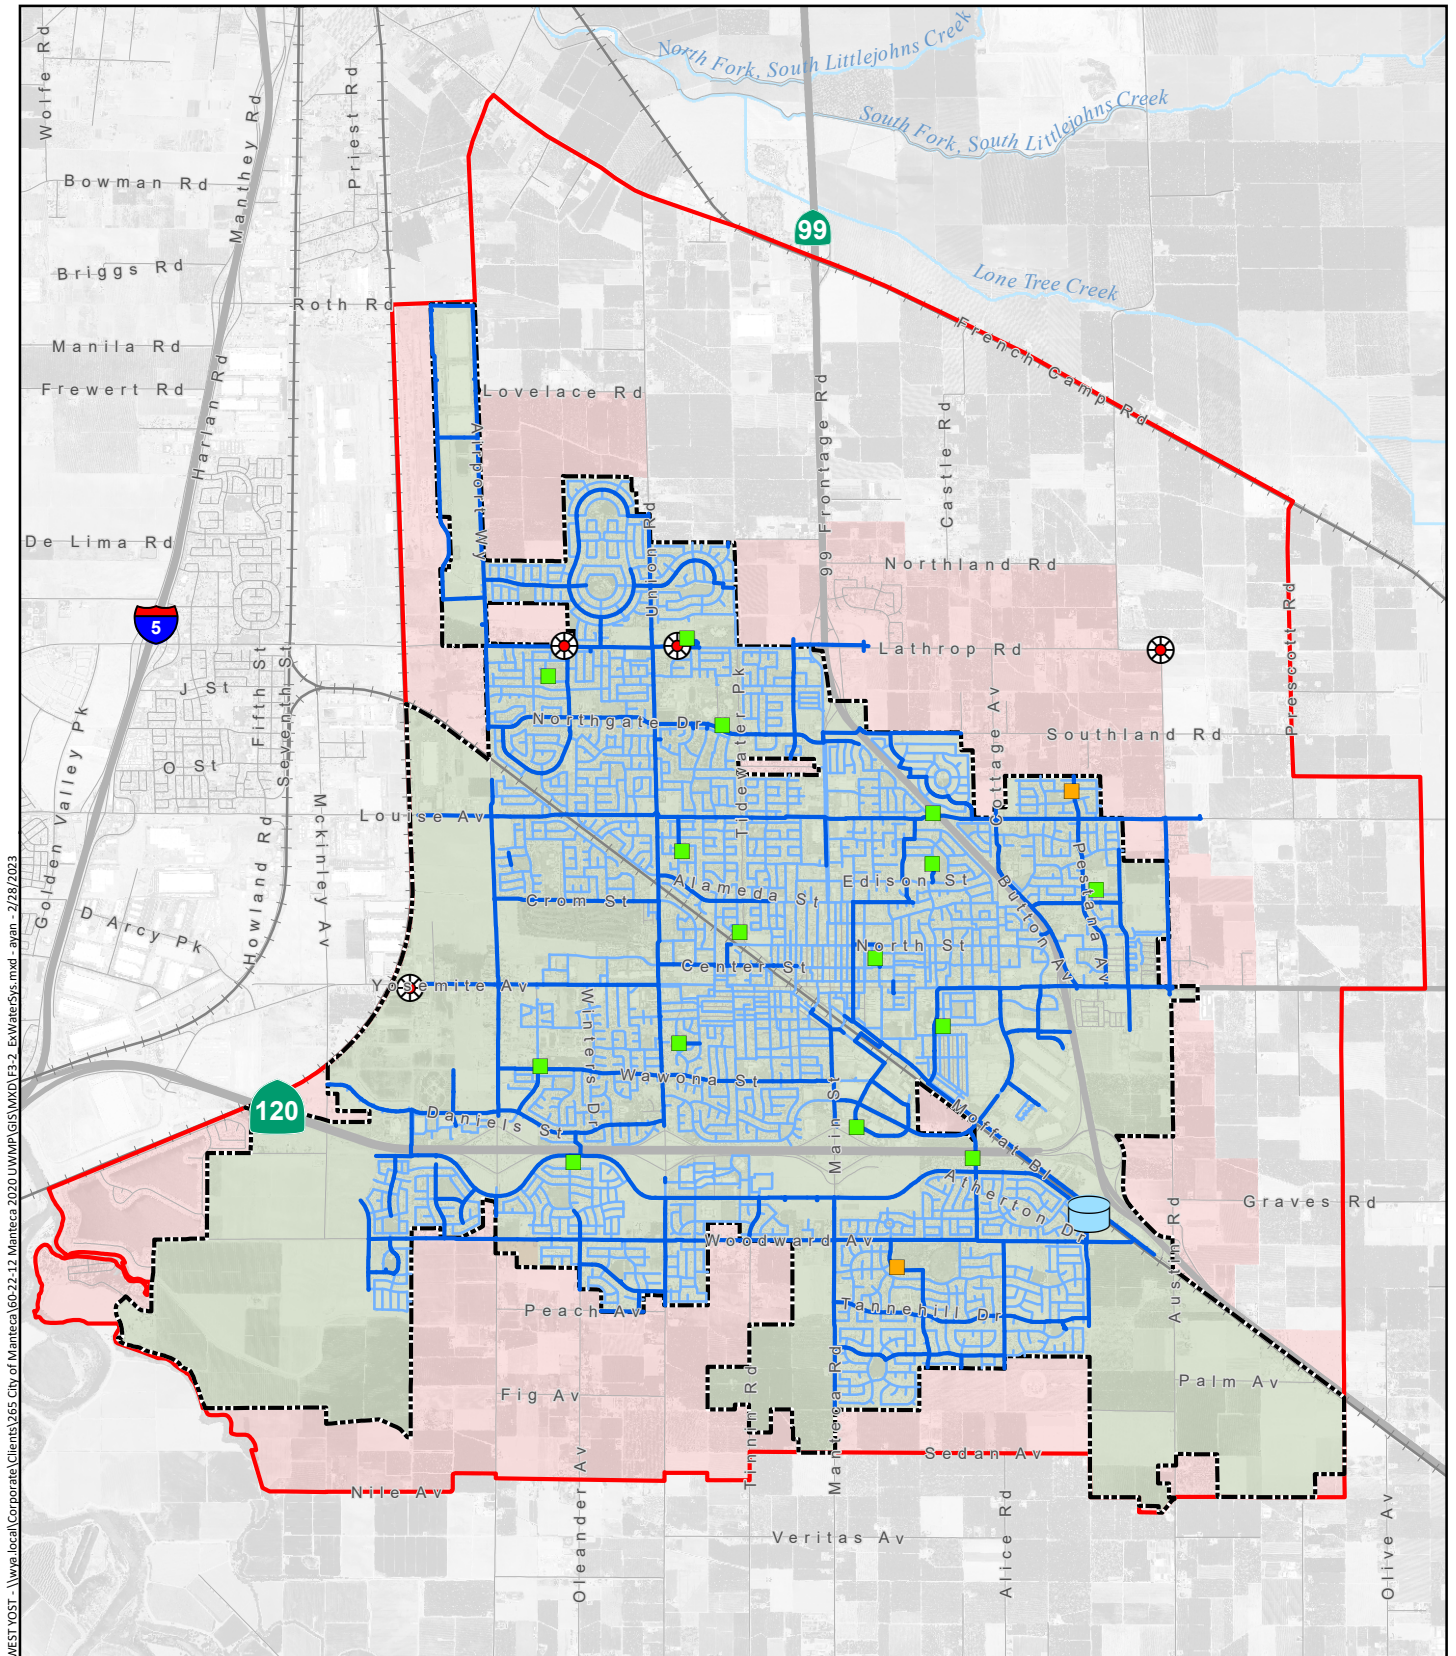 North Fork, South Littlejohns Creek
South Fork, South Littlejohns Creek
Wolfe Rd
Manthey Rd
Priest Rd
Bowman Rd
99
Briggs Rd
Lone Tree Creek
Roth Rd
French Camp Rd
Manila Rd
Frewert Rd
Harlan Rd
Lovelace Rd
Airport Wy
Union Rd
99 Frontage Rd
Castle Rd
De Lima Rd
Northland Rd
Prescott Rd
5
Fifth St
Seventh St
Lathrop Rd
J St
Northgate Dr
Tidewater Pk
Cottage Av
Southland Rd
O St
Golden Valley Pk
Mckinley Av
Howland Rd
Louise Av
Alameda St
Edison St
Pestana Av
Button Av
D Arcy Pk
Crom St
North St
Center St
Yosemite Av
Winters Dr
Wawona St
120
Daniels St
Main St
Moffat Bl
Atherton Dr
Graves Rd
Austin Rd
Woodward Av
Peach Av
Tannehill Dr
Fig Av
Tinnin Rd
Manteca Rd
Palm Av
Sedan Av
Nile Av
Oleander Av
Veritas Av
Alice Rd
Olive Av
WEST YOST - \\wya.local\Corporate\Clients\265 City of Manteca\60-22-12 Manteca 2020 UWMP\GIS\MXD\F3-2_ExWaterSys.mxd - ayan - 2/28/2023